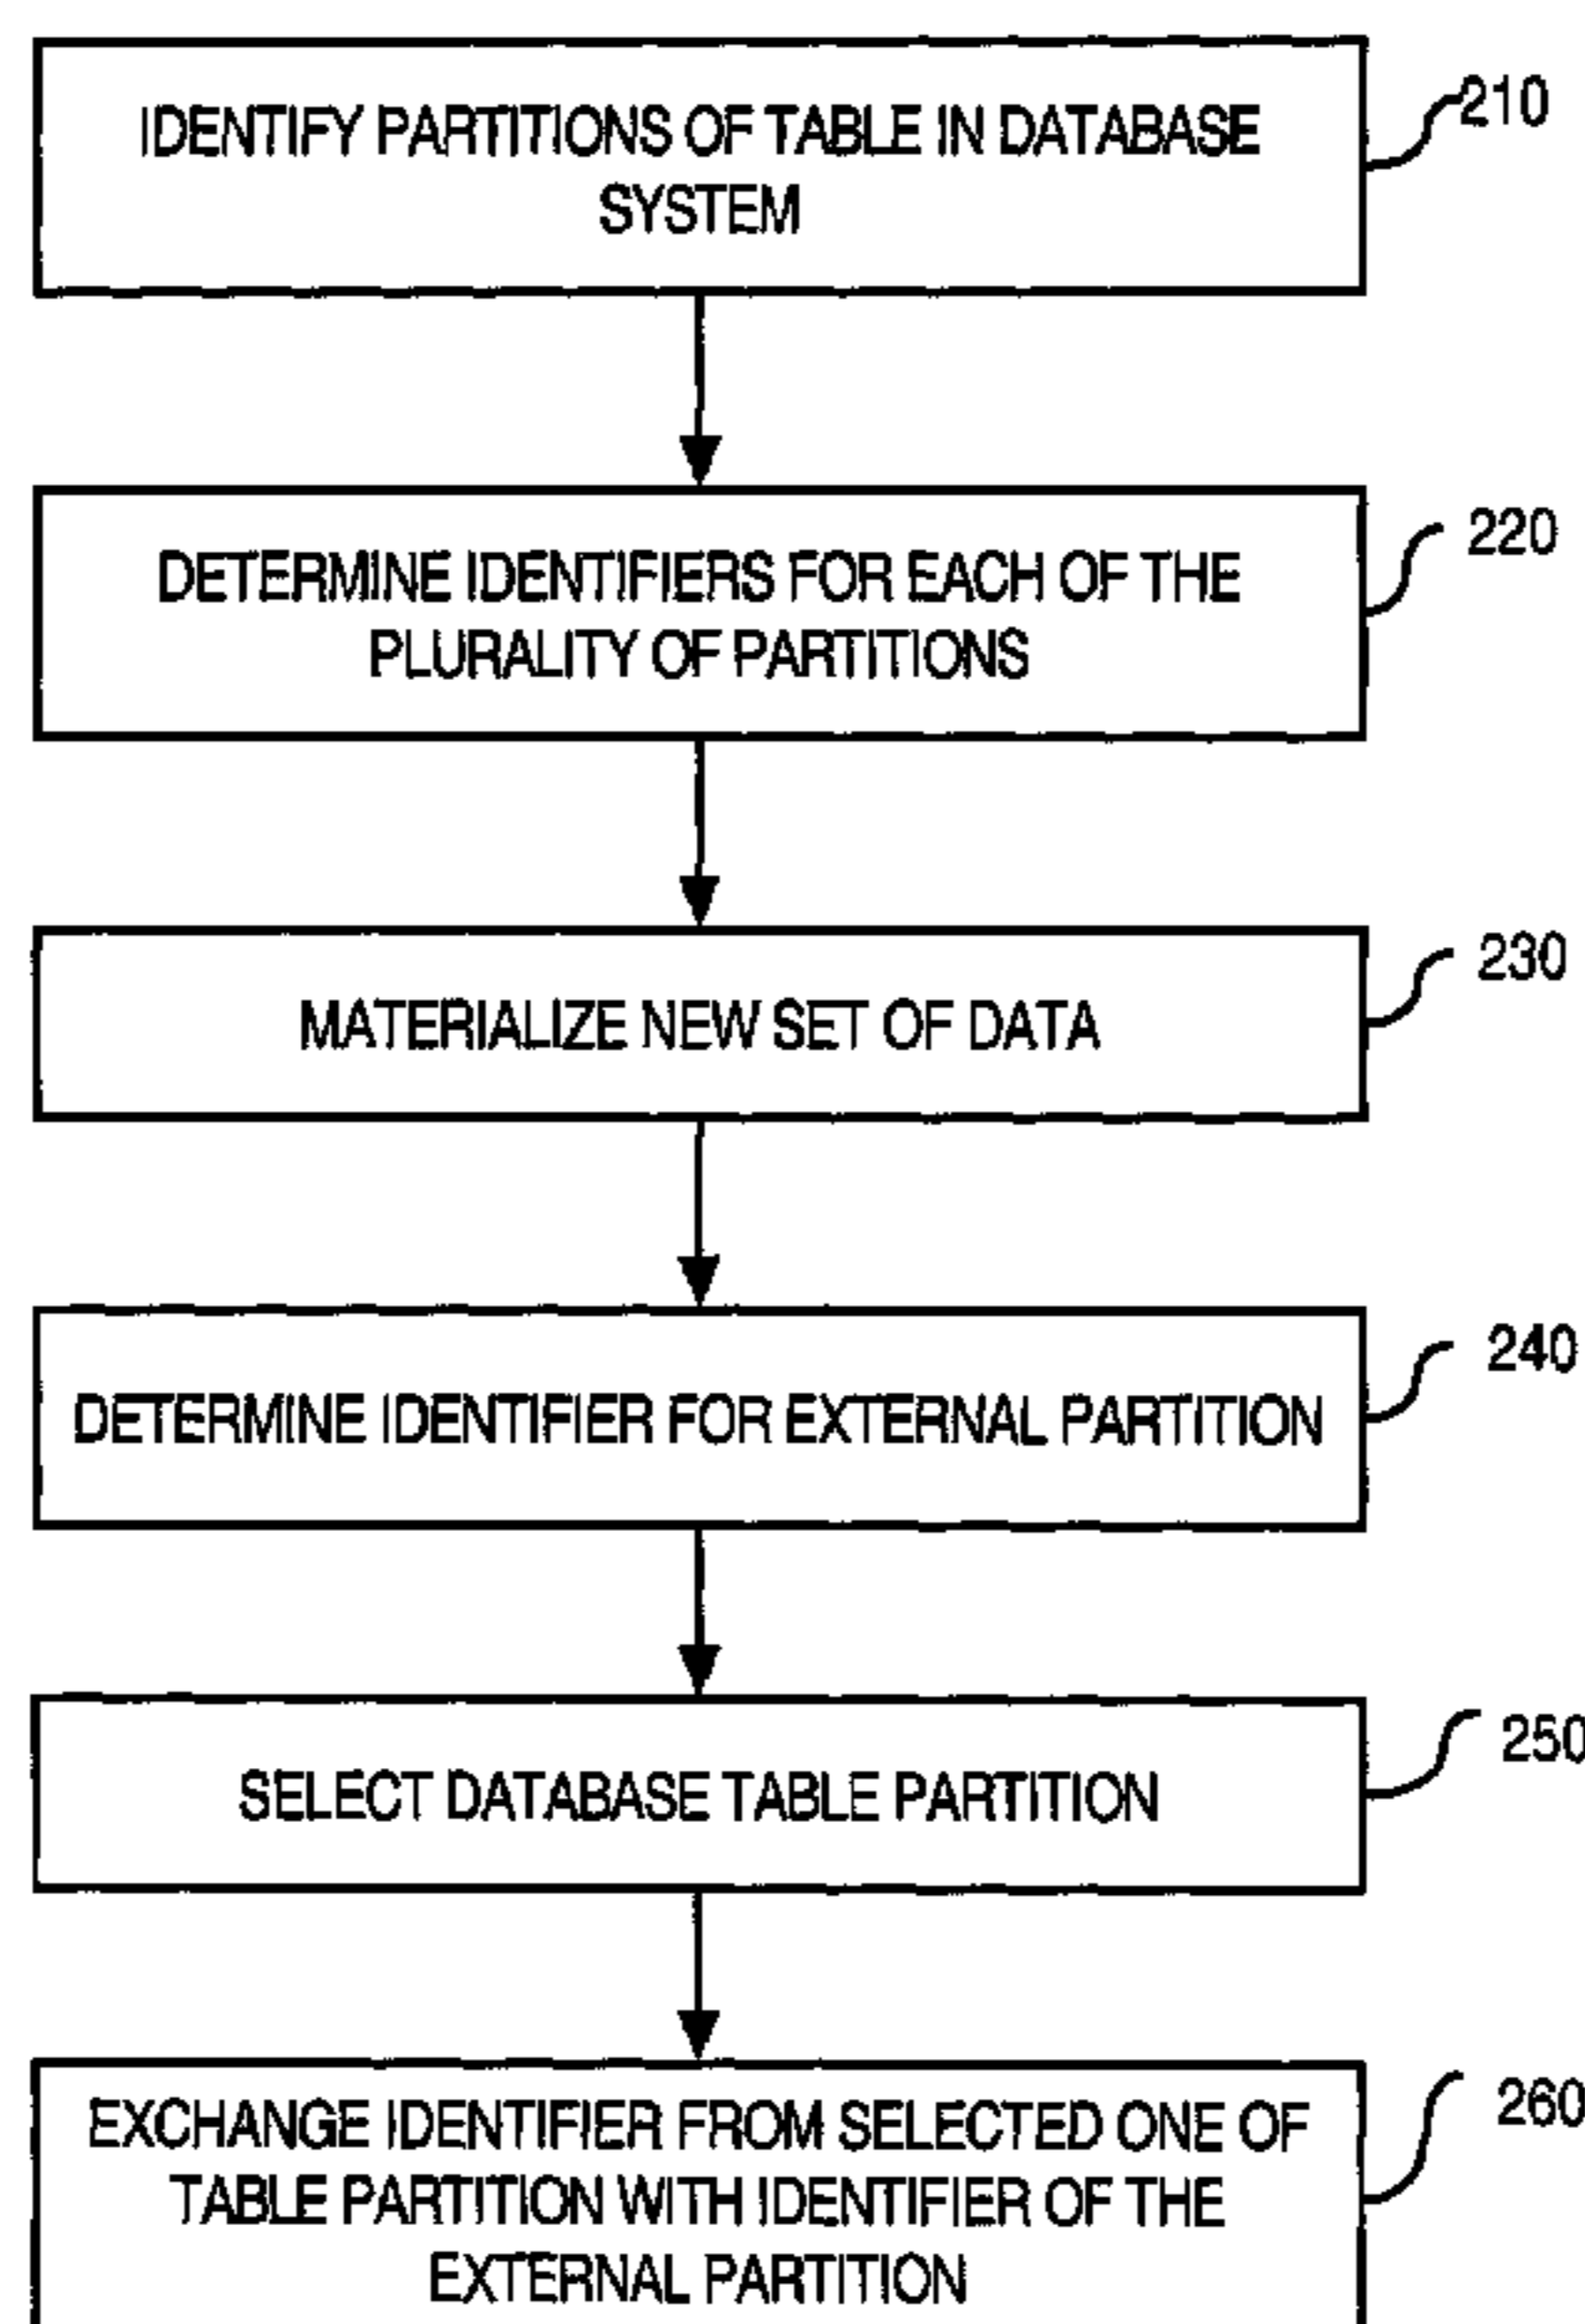 IDENTIFY PARTITIONS OF TABLE IN DATABASE
SYSTEM
210
DETERMINE IDENTIFIERS FOR EACH OF THE
PLURALITY OF PARTITIONS
220
MATERIALIZE NEW SET OF DATA
230
DETERMINE IDENTIFIER FOR EXTERNAL PARTITION
240
SELECT DATABASE TABLE PARTITION
250
EXCHANGE IDENTIFIER FROM SELECTED ONE OF
TABLE PARTITION WITH IDENTIFIER OF THE
EXTERNAL PARTITION
260